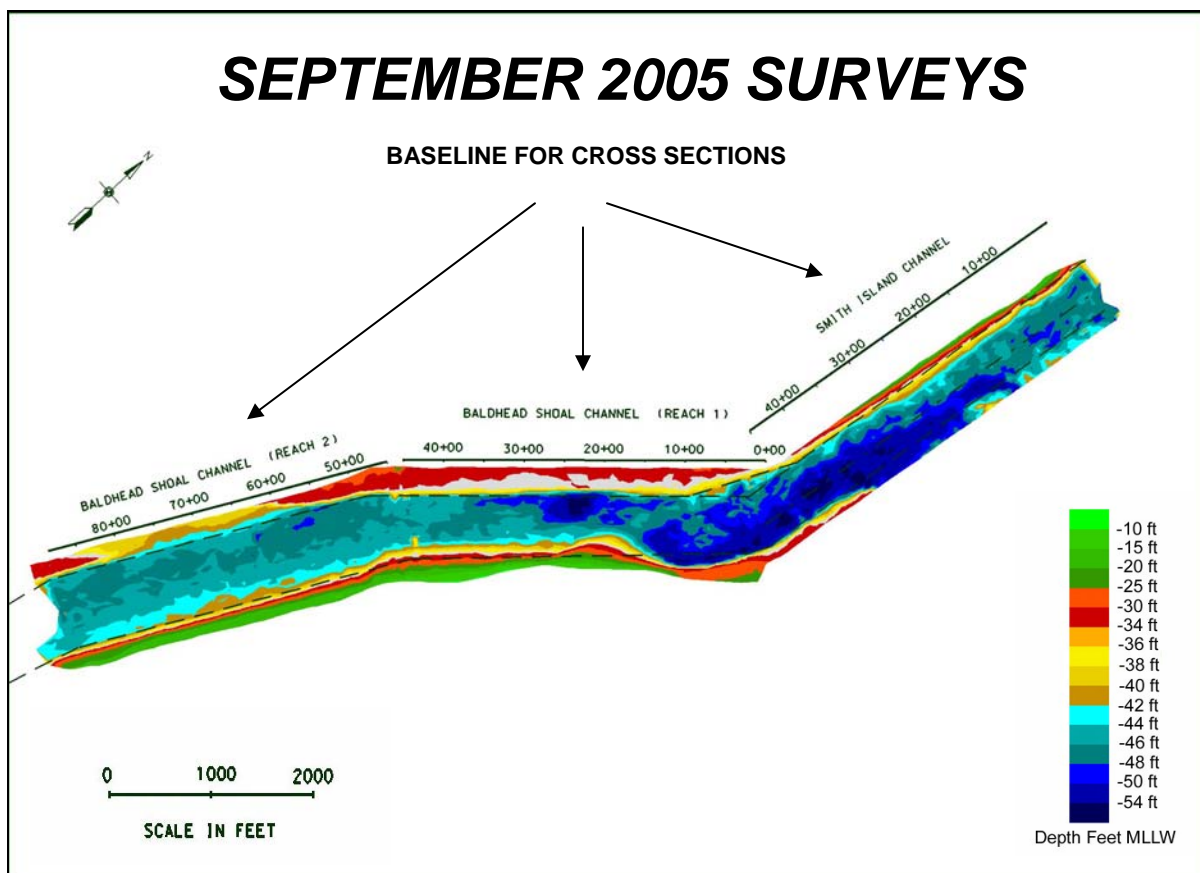 SEPTEMBER 2005 SURVEYS
BASELINE FOR CROSS SECTIONS
N
SMITH ISLAND CHANNEL
10+00
20+00
30+00
40+00
BALDHEAD SHOAL CHANNEL (REACH 1)
40+00 30+00 20+00 10+00 0+00
BALDHEAD SHOAL CHANNEL (REACH 2)
80+00 70+00 60+00 50+00
0 1000 2000
SCALE IN FEET
-10 ft
-15 ft
-20 ft
-25 ft
-30 ft
-34 ft
-36 ft
-38 ft
-40 ft
-42 ft
-44 ft
-46 ft
-48 ft
-50 ft
-54 ft
Depth Feet MLLW